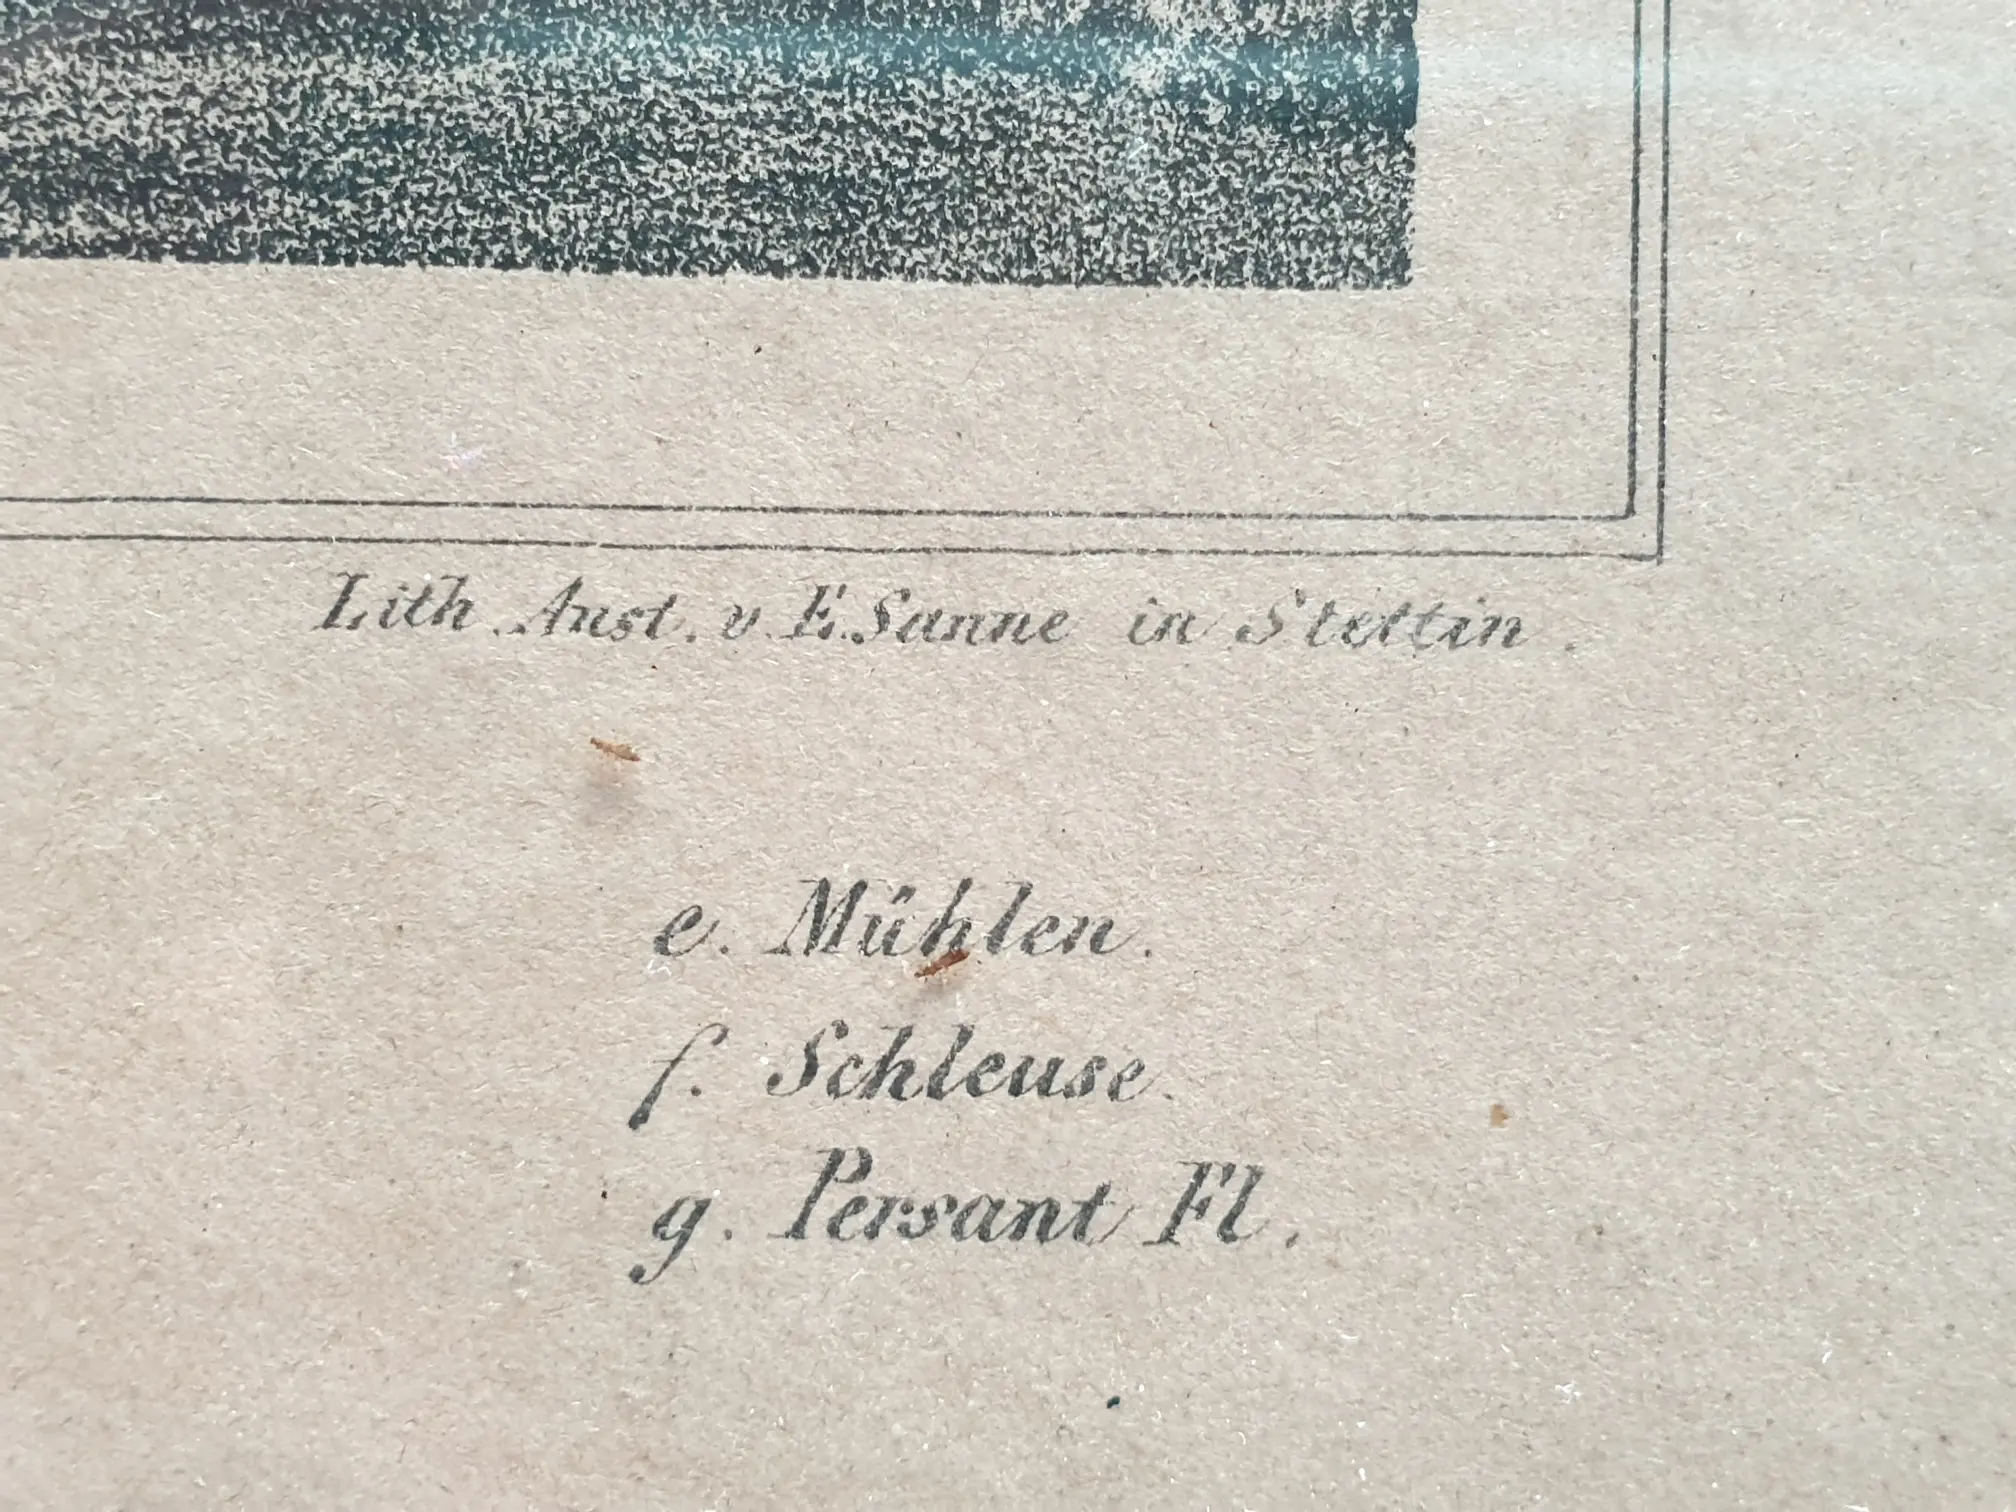 Lith. Anst. v. E. Sanne in Stettin.
e. Mühlen.
f. Schleuse.
g. Persant Fl.